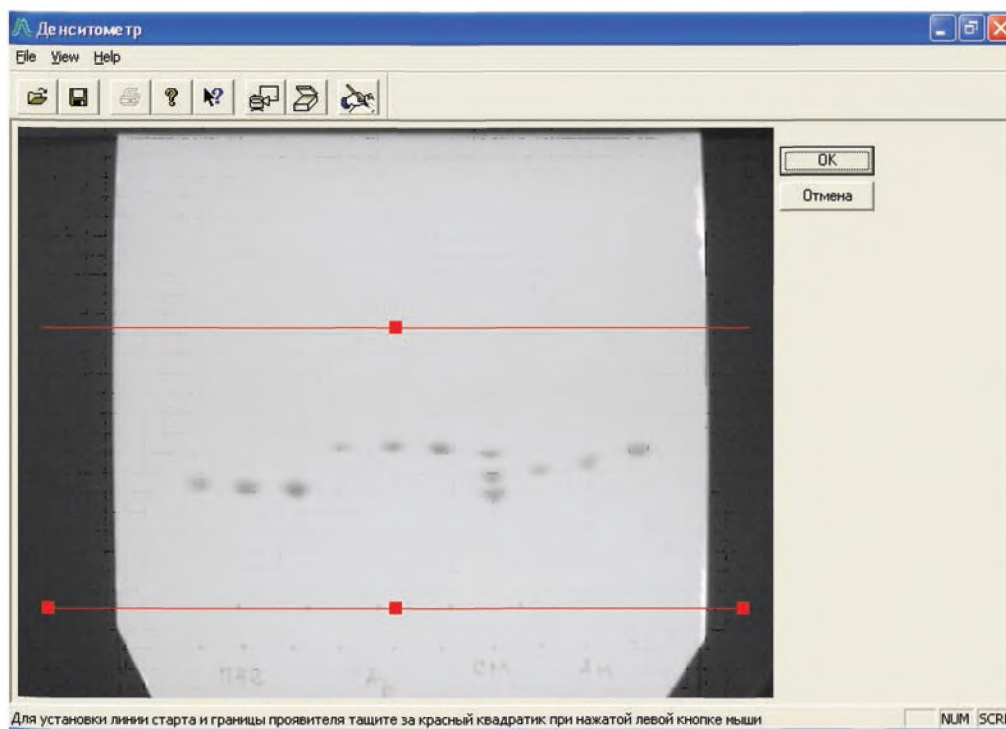 Денситометр
File View Help
OK
Отмена
Для установки линии старта и границы проявителя тащите за красный квадратик при нажатой левой кнопке мыши
NUM SCRL